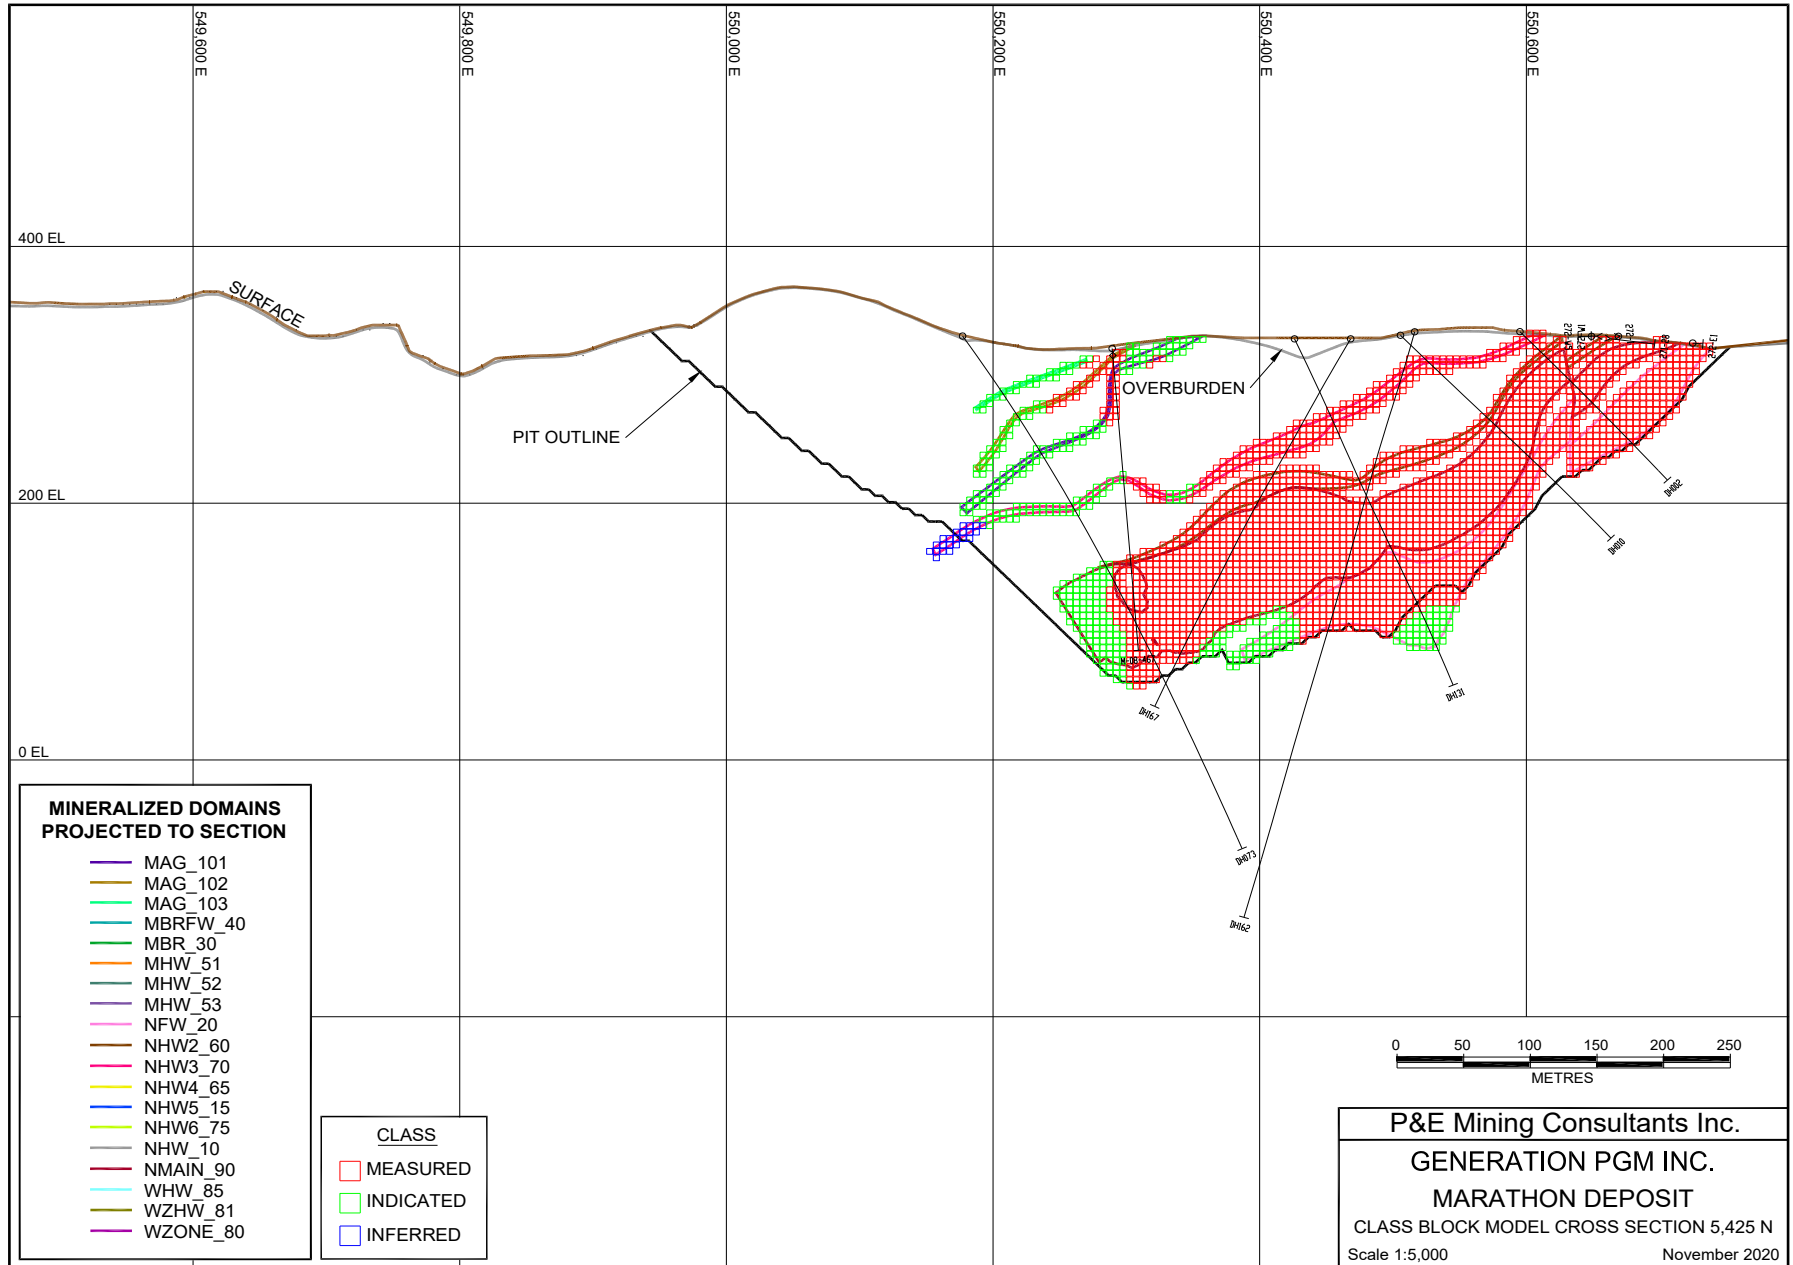 549,600 E
549,800 E
550,000 E
550,200 E
550,400 E
550,600 E
400 EL
SURFACE
PIT OUTLINE
OVERBURDEN
200 EL
DH002
DH010
DH131
DH167
0 EL
DH073
DH162
MINERALIZED DOMAINS
PROJECTED TO SECTION
MAG_101
MAG_102
MAG_103
MBRFW_40
MBR_30
MHW_51
MHW_52
MHW_53
NFW_20
NHW2_60
NHW3_70
NHW4_65
NHW5_15
NHW6_75
NHW_10
NMAIN_90
WHW_85
WZHW_81
WZONE_80
CLASS
MEASURED
INDICATED
INFERRED
0 50 100 150 200 250
METRES
P&E Mining Consultants Inc.
GENERATION PGM INC.
MARATHON DEPOSIT
CLASS BLOCK MODEL CROSS SECTION 5,425 N
Scale 1:5,000 November 2020